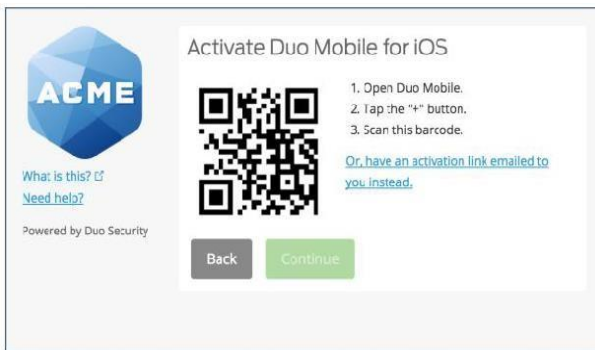 ACME
What is this?
Need help?
Powered by Duo Security
Activate Duo Mobile for iOS
1. Open Duo Mobile.
2. Tap the "+" button.
3. Scan this barcode.
Or, have an activation link emailed to
you instead.
Back
Continue